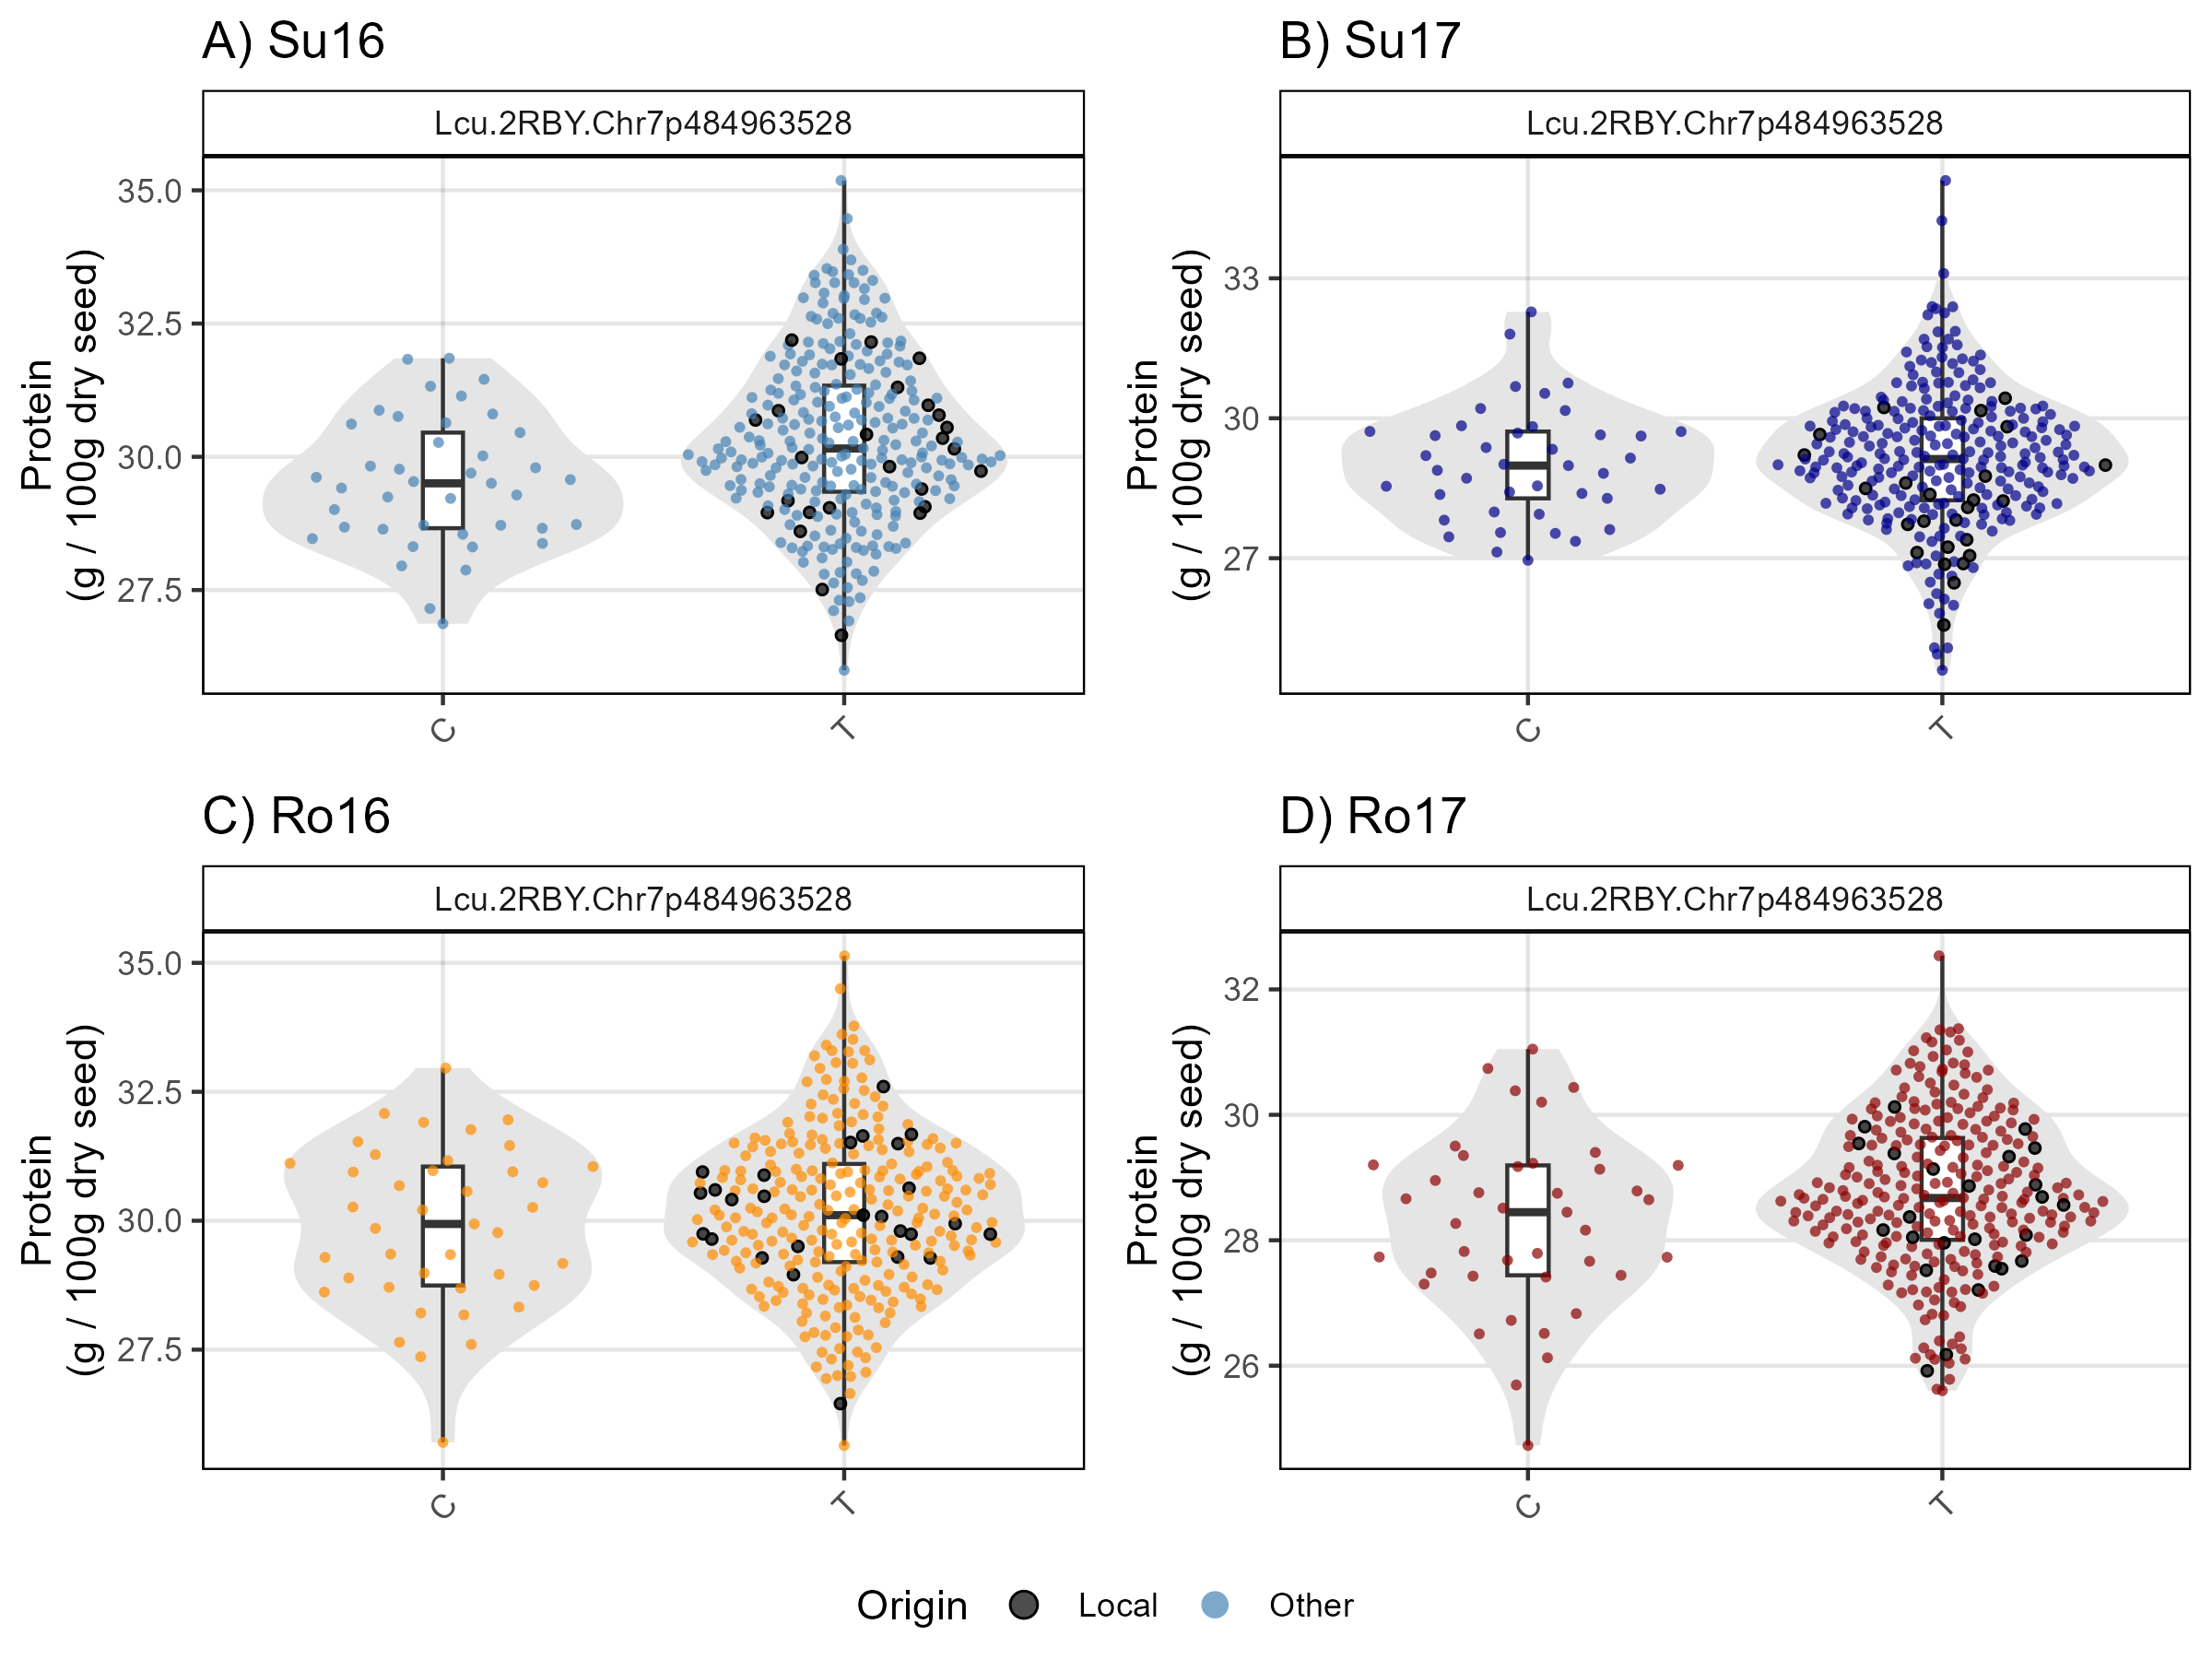 A) Su16
Lcu.2RBY.Chr7p484963528
Protein
(g / 100g dry seed)
35.0
32.5
30.0
27.5
C
T
B) Su17
Lcu.2RBY.Chr7p484963528
Protein
(g / 100g dry seed)
33
30
27
C
T
C) Ro16
Lcu.2RBY.Chr7p484963528
Protein
(g / 100g dry seed)
35.0
32.5
30.0
27.5
C
T
D) Ro17
Lcu.2RBY.Chr7p484963528
Protein
(g / 100g dry seed)
32
30
28
26
C
T
Origin Local Other